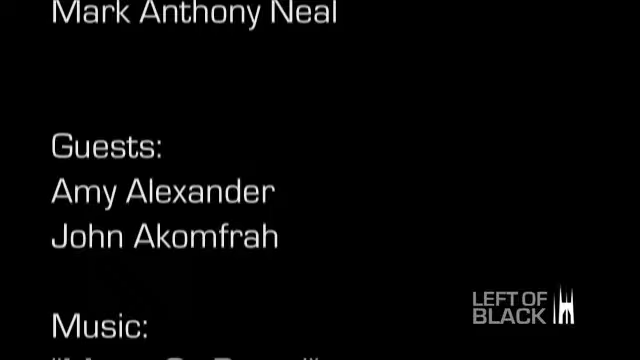 Mark Anthony Neal
Guests:
Amy Alexander
John Akomfrah
LEFT OF
BLACK
Music: